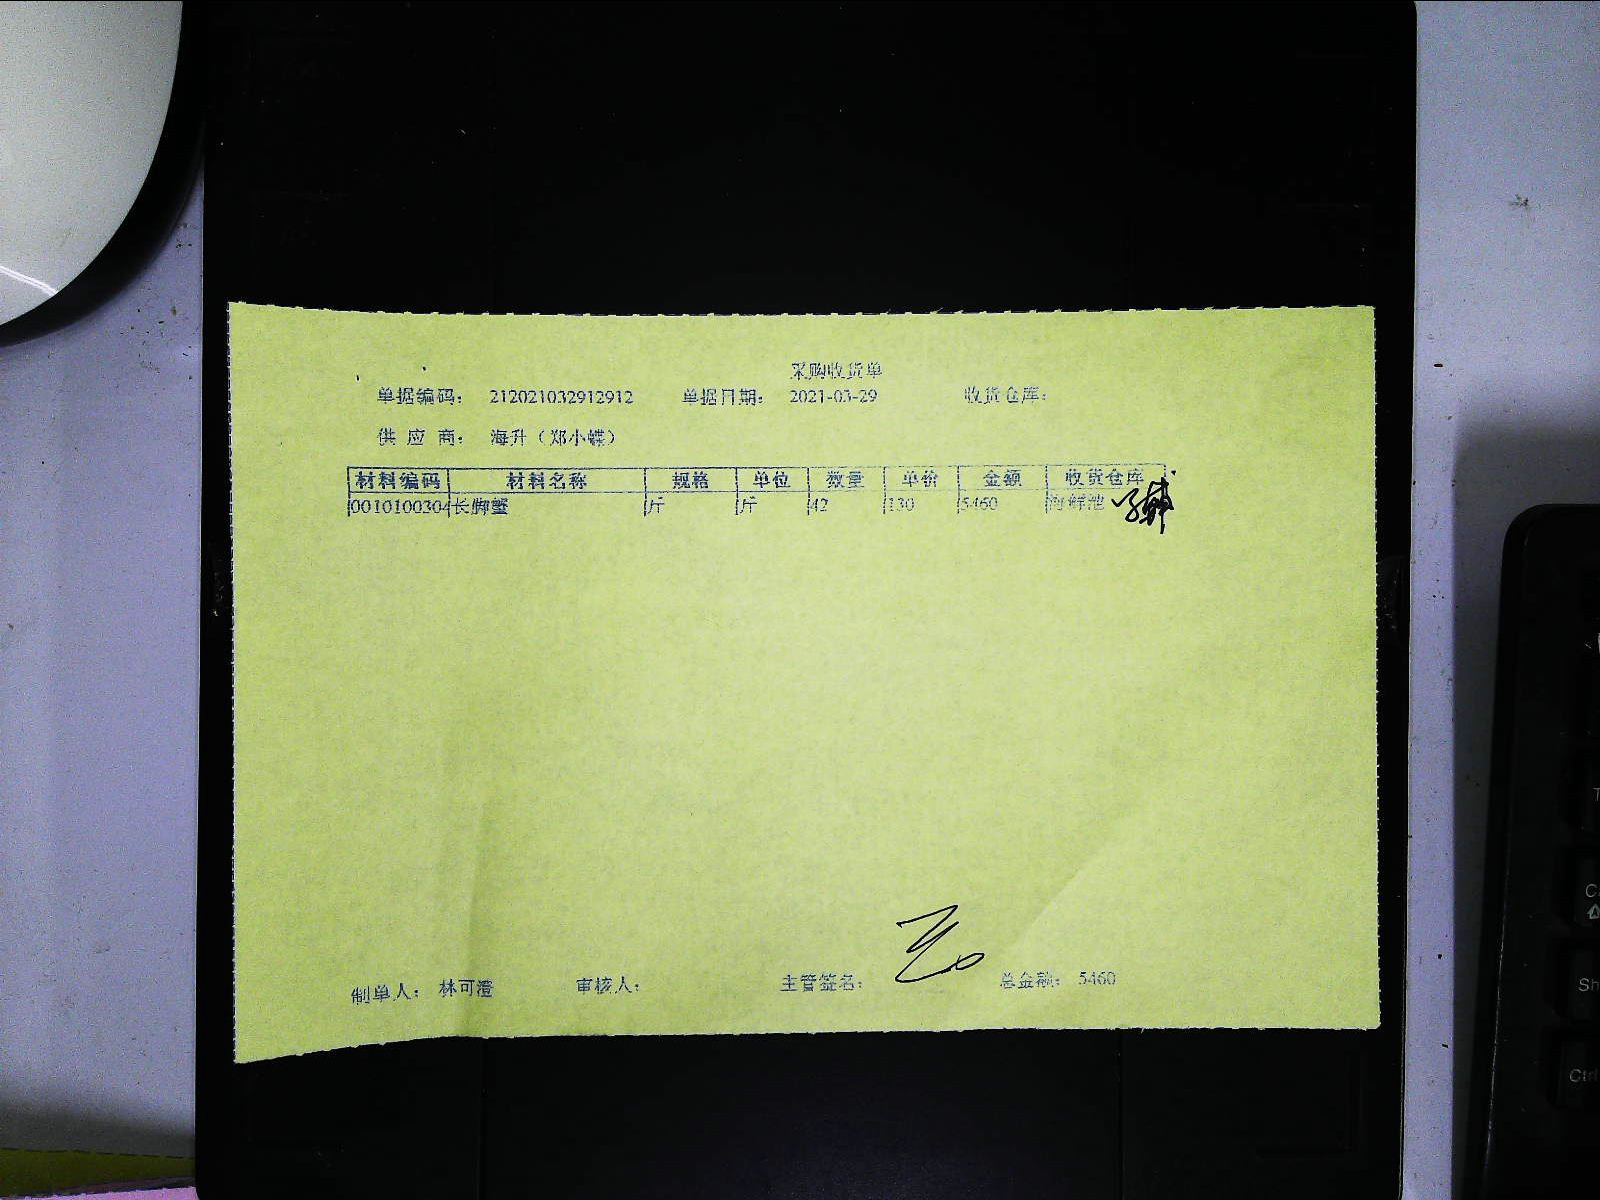 采购收货单
单据编码： 212021032912912 单据日期： 2021-03-29 收货仓库：
供 应 商： 海升（郑小蝶）
材料编码 材料名称 规格 单位 数量 单价 金额 收货仓库
0010100304 长脚蟹 斤 斤 42 130 5460 海鲜池
制单人： 林可澄 审核人： 主管签名： 总金额： 5460